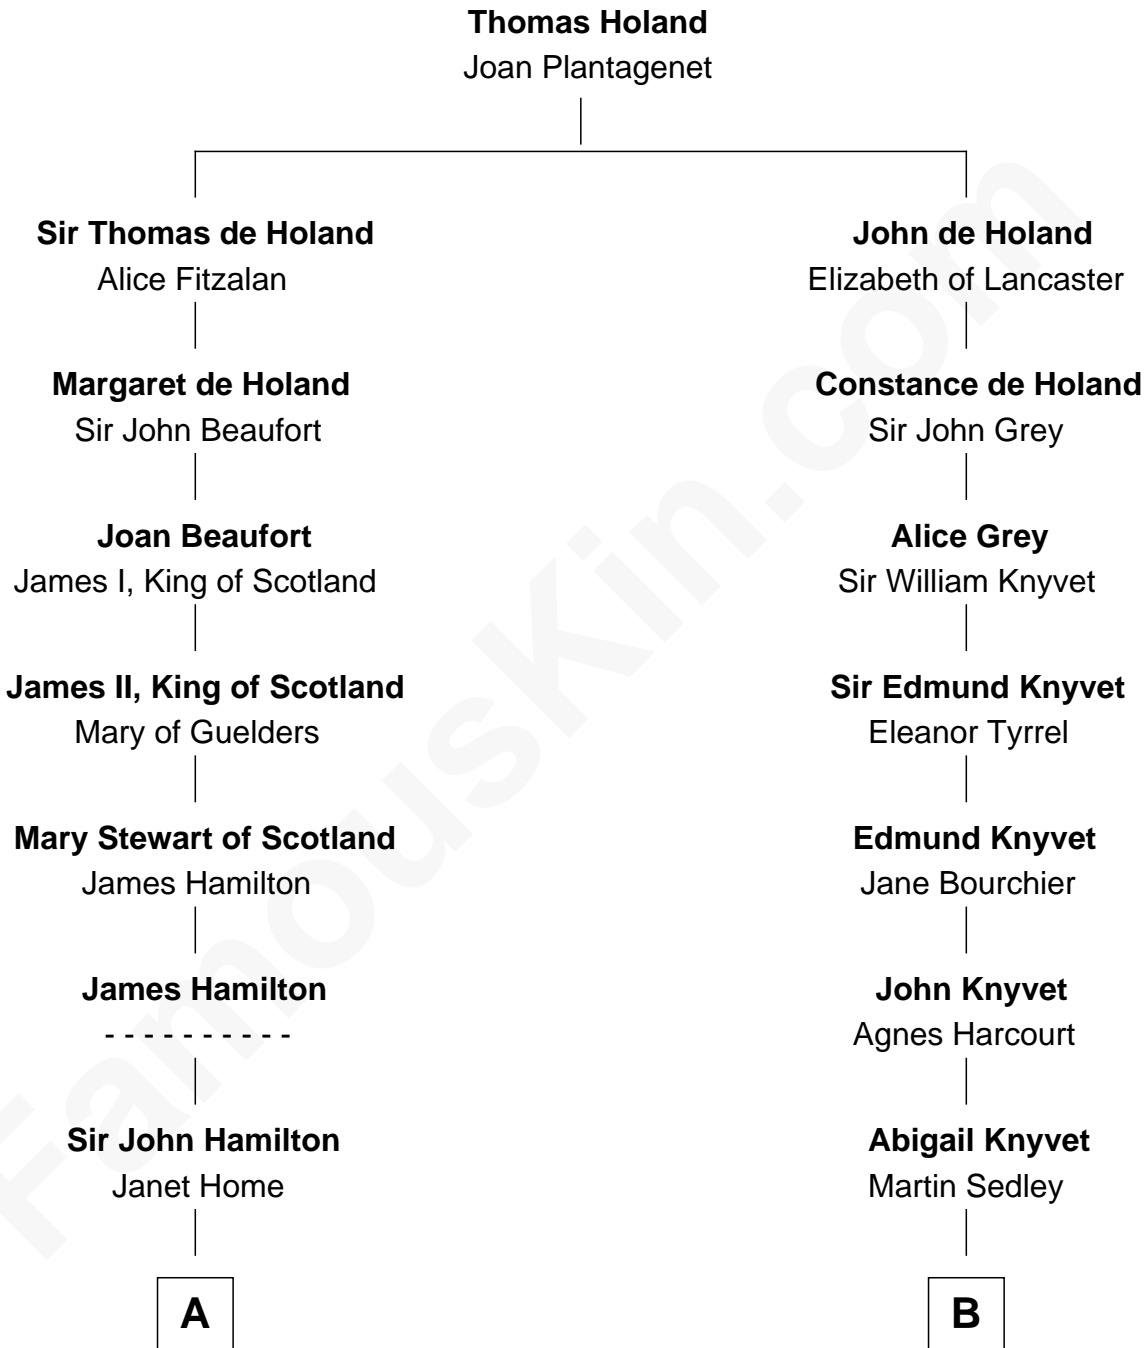 Thomas Holand
Joan Plantagenet
Sir Thomas de Holand
Alice Fitzalan
John de Holand
Elizabeth of Lancaster
Margaret de Holand
Sir John Beaufort
Constance de Holand
Sir John Grey
Joan Beaufort
James I, King of Scotland
Alice Grey
Sir William Knyvet
James II, King of Scotland
Mary of Guelders
Sir Edmund Knyvet
Eleanor Tyrrel
Mary Stewart of Scotland
James Hamilton
Edmund Knyvet
Jane Bourchier
James Hamilton
- - - - - - - - - -
John Knyvet
Agnes Harcourt
Sir John Hamilton
Janet Home
Abigail Knyvet
Martin Sedley
A
B
FamousKin.com